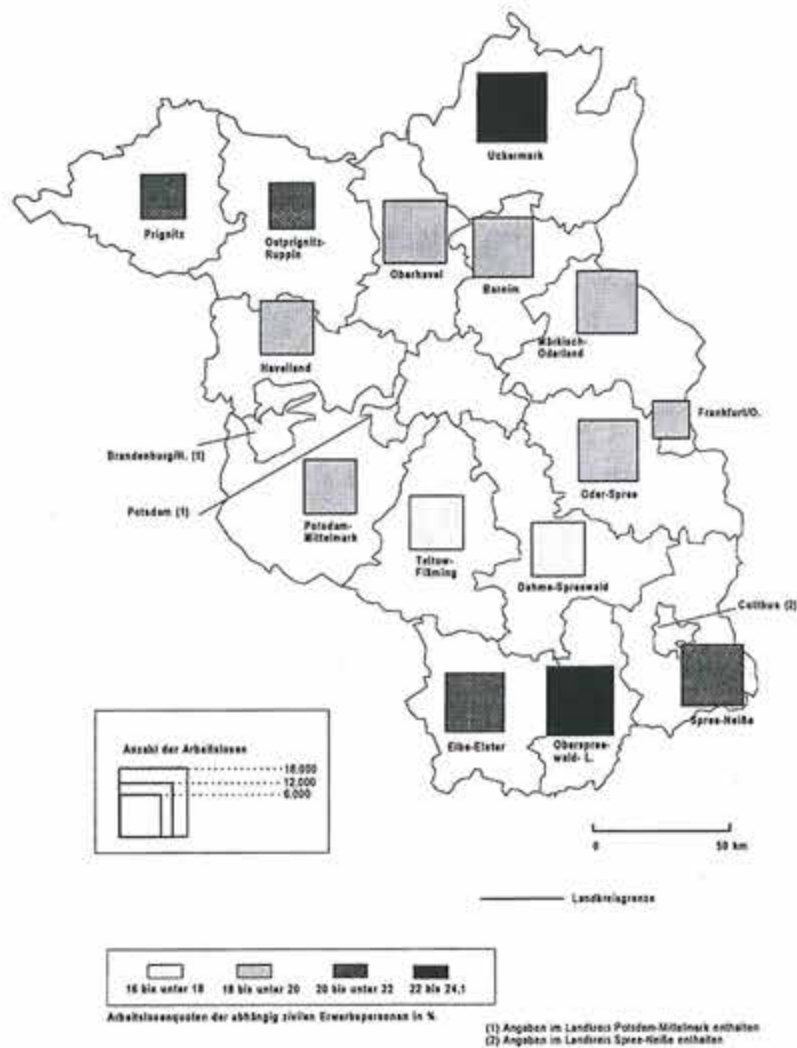 Uckermark
Prignitz
Ostprignitz-
Ruppin
Oberhavel
Barnim
Märkisch-
Oderland
Havelland
Frankfurt/O.
Brandenburg/H. (1)
Oder-Spree
Potsdam (1)
Potsdam-
Mittelmark
Teltow-
Fläming
Dahme-Spreewald
Cottbus (2)
Spree-Neiße
Elbe-Elster
Oberspree-
wald- L.
Anzahl der Arbeitslosen
18.000
12.000
6.000
0 50 km
Landkreisgrenze
16 bis unter 18 18 bis unter 20 20 bis unter 22 22 bis 24,1
Arbeitslosenquoten der abhängig zivilen Erwerbspersonen in %
(1) Angaben im Landkreis Potsdam-Mittelmark enthalten
(2) Angaben im Landkreis Spree-Neiße enthalten